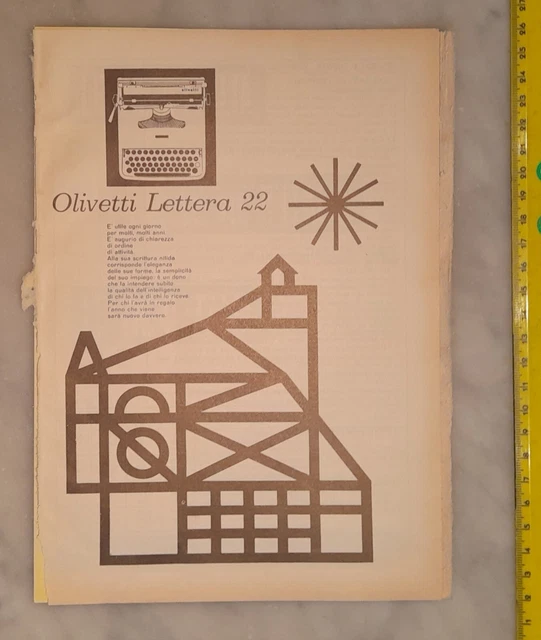 olivetti
Olivetti Lettera 22
E' utile ogni giorno
per molti, molti anni.
E' augurio di chiarezza
di ordine
di attività.
Alla sua scrittura nitida
corrisponde l'eleganza
delle sue forme, la semplicità
del suo impiego: è un dono
che fa intendere subito
le qualità dell'intelligenza
di chi lo fa e di chi lo riceve.
Per chi l'avrà in regalo
l'anno che viene
sarà nuovo davvero.